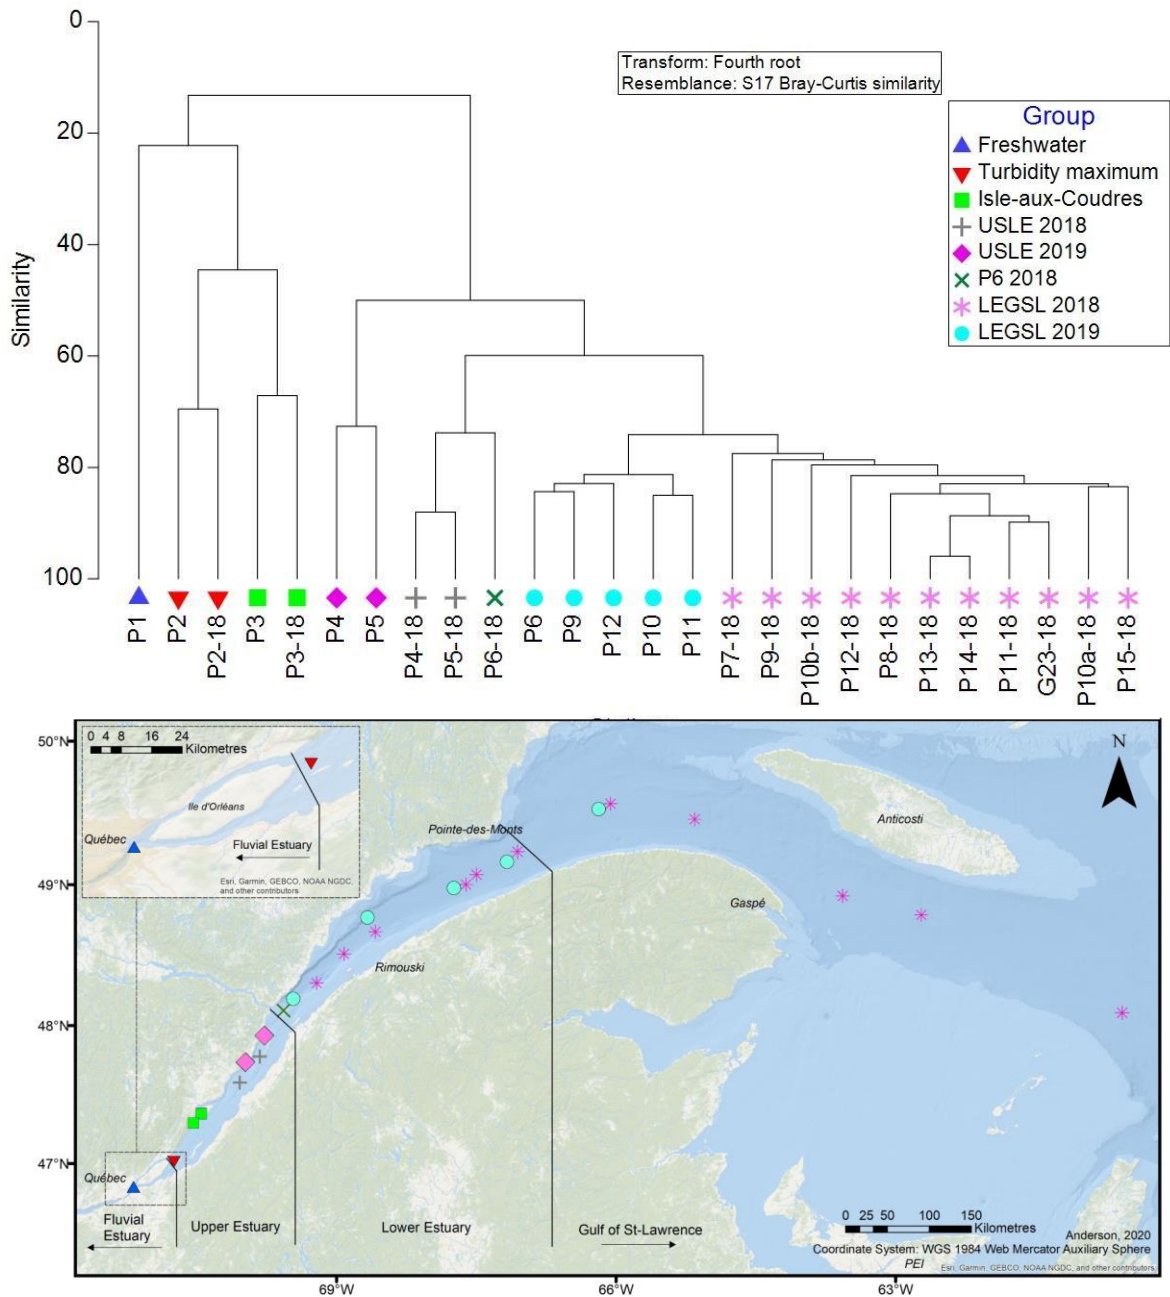 0
20
40
60
80
100
Similarity
Transform: Fourth root
Resemblance: S17 Bray-Curtis similarity
Group
Freshwater
Turbidity maximum
Isle-aux-Coudres
USLE 2018
USLE 2019
P6 2018
LEGSL 2018
LEGSL 2019
P1
P2
P2-18
P3
P3-18
P4
P5
P4-18
P5-18
P6-18
P6
P9
P12
P10
P11
P7-18
P9-18
P10b-18
P12-18
P8-18
P13-18
P14-18
P11-18
G23-18
P10a-18
P15-18
50°N
49°N
48°N
47°N
0 4 8 16 24
Kilometres
Ile d'Orléans
Québec
Fluvial Estuary
Esri, Garmin, GEBCO, NOAA NGDC,
and other contributors
Pointe-des-Monts
Anticosti
N
Gaspé
Rimouski
Québec
Fluvial
Estuary
Upper Estuary
Lower Estuary
Gulf of St-Lawrence
0 25 50 100 150
Kilometres
Anderson, 2020
Coordinate System: WGS 1984 Web Mercator Auxiliary Sphere
PEI
Esri, Garmin, GEBCO, NOAA NGDC, and other contributors
69°W
66°W
63°W